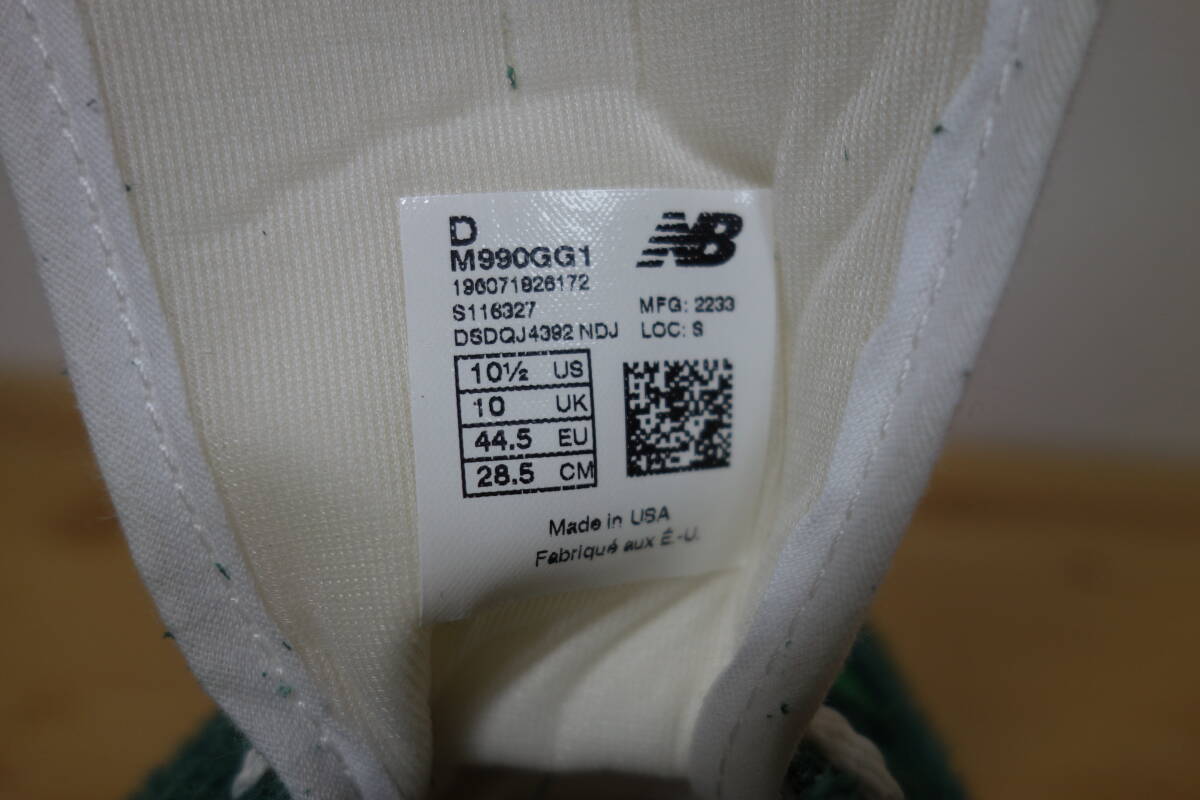 D
NB
M990GG1
196071926172
S116327
MFG: 2233
DSDQJ4392 NDJ
LOC: S
10½ US
10 UK
44.5 EU
28.5 CM
Made in USA
Fabriqué aux É.-U.